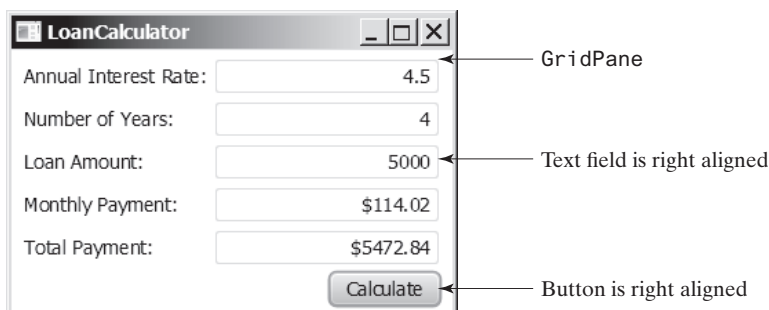 LoanCalculator
GridPane
Annual Interest Rate: 4.5
Number of Years: 4
Loan Amount: 5000
Text field is right aligned
Monthly Payment: $114.02
Total Payment: $5472.84
Calculate
Button is right aligned